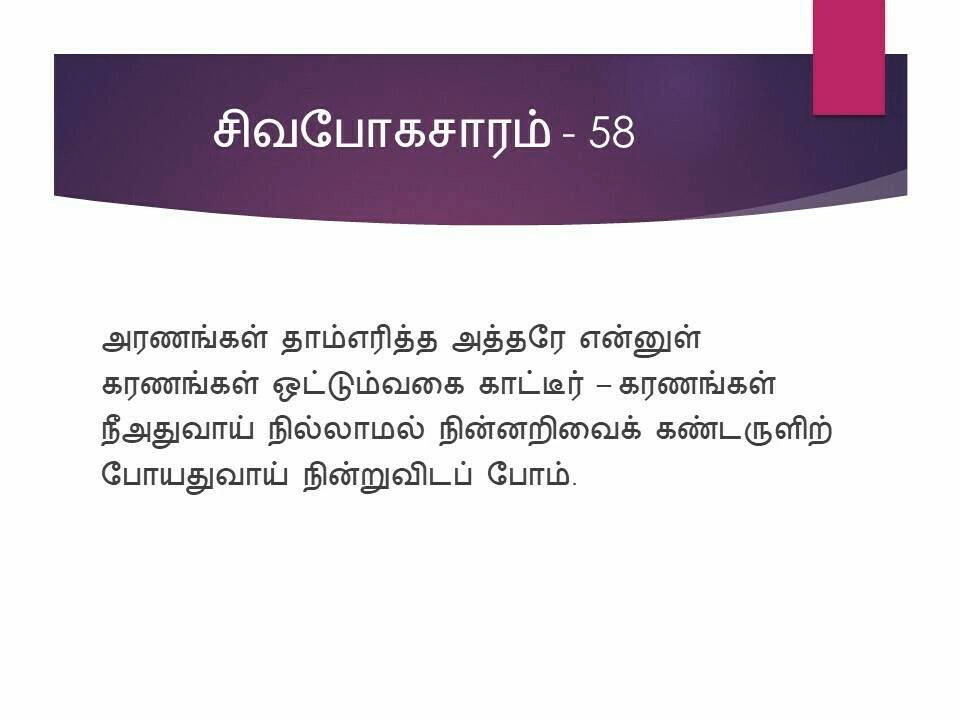 சிவபோகசாரம் - 58
அரணங்கள் தாம்எரித்த அத்தரே என்னுள்
கரணங்கள் ஒட்டும்வகை காட்டீர் – கரணங்கள்
நீஅதுவாய் நில்லாமல் நின்னறிவைக் கண்டருளிற்
போயதுவாய் நின்றுவிடப் போம்.